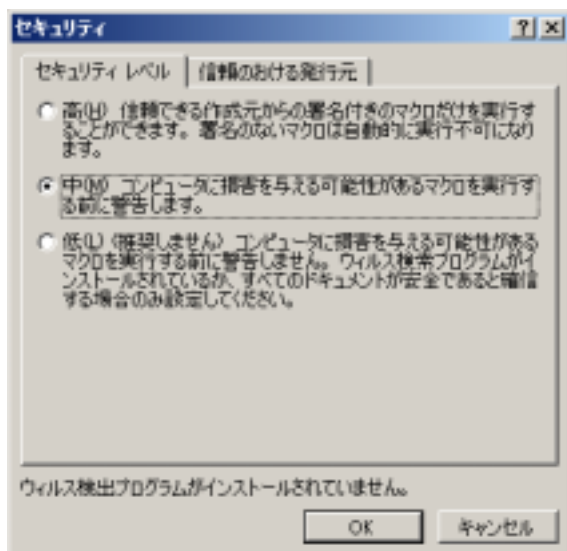 セキュリティ
セキュリティ レベル
信頼のおける発行元
高(H) 信頼できる作成元からの署名付きのマクロだけを実行す
ることができます。署名のないマクロは自動的に実行不可になり
ます。
中(M) コンピュータに損害を与える可能性があるマクロを実行す
る前に警告します。
低(L) (推奨しません) コンピュータに損害を与える可能性がある
マクロを実行する前に警告しません。ウィルス検索プログラムがイ
ンストールされているか、すべてのドキュメントが安全であると確信
する場合のみ設定してください。
ウィルス検出プログラムがインストールされていません。
OK
キャンセル